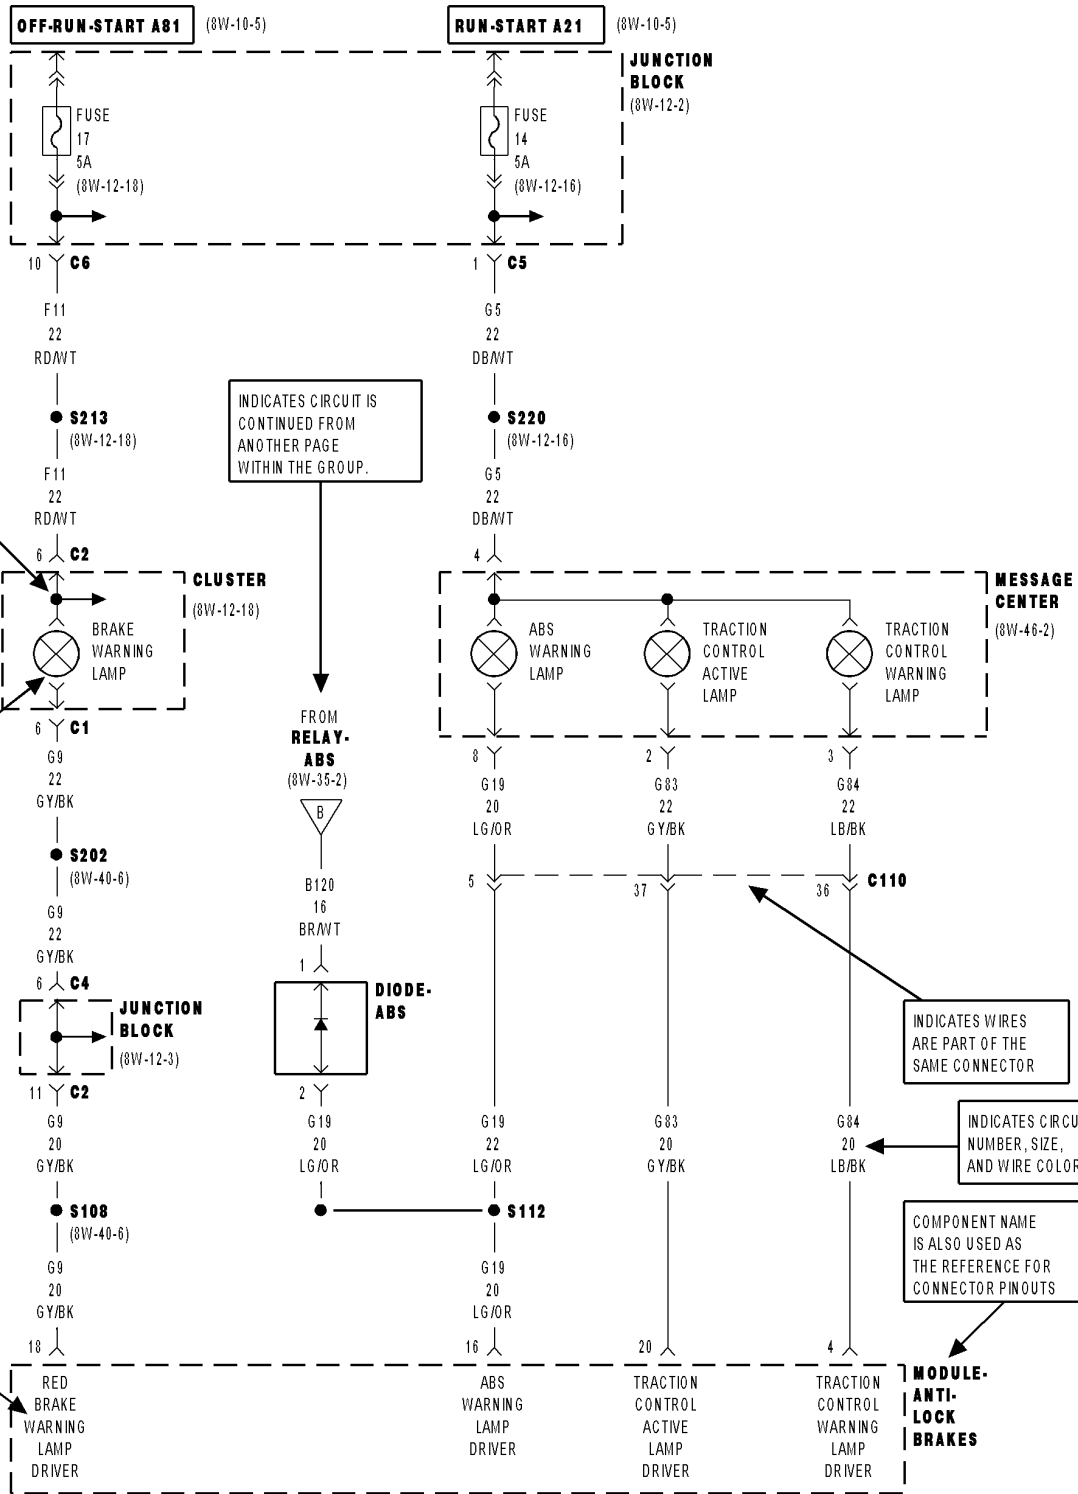 OFF-RUN-START A81 (8W-10-5)
RUN-START A21 (8W-10-5)
JUNCTION
BLOCK
(8W-12-2)
FUSE
17
5A
(8W-12-18)
FUSE
14
5A
(8W-12-16)
10 C6
1 C5
F11
22
RD/WT
G5
22
DB/WT
S213
(8W-12-18)
S220
(8W-12-16)
INDICATES CIRCUIT IS
CONTINUED FROM
ANOTHER PAGE
WITHIN THE GROUP.
F11
22
RD/WT
G5
22
DB/WT
6 C2
4
CLUSTER
(8W-12-18)
BRAKE
WARNING
LAMP
MESSAGE
CENTER
(8W-46-2)
ABS
WARNING
LAMP
TRACTION
CONTROL
ACTIVE
LAMP
TRACTION
CONTROL
WARNING
LAMP
6 C1
G9
22
GY/BK
FROM
RELAY-
ABS
(8W-35-2)
B
8
2
3
G19
20
LG/OR
G83
22
GY/BK
G84
22
LB/BK
S202
(8W-40-6)
5
37
36 C110
G9
22
GY/BK
B120
16
BR/WT
6 C4
1
JUNCTION
BLOCK
(8W-12-3)
DIODE-
ABS
INDICATES WIRES
ARE PART OF THE
SAME CONNECTOR
11 C2
2
G9
20
GY/BK
G19
20
LG/OR
G19
22
LG/OR
G83
20
GY/BK
G84
20
LB/BK
INDICATES CIRCU
NUMBER, SIZE,
AND WIRE COLOR
S108
(8W-40-6)
S112
COMPONENT NAME
IS ALSO USED AS
THE REFERENCE FOR
CONNECTOR PINOUTS
G9
20
GY/BK
G19
20
LG/OR
18
16
20
4
RED
BRAKE
WARNING
LAMP
DRIVER
ABS
WARNING
LAMP
DRIVER
TRACTION
CONTROL
ACTIVE
LAMP
DRIVER
TRACTION
CONTROL
WARNING
LAMP
DRIVER
MODULE-
ANTI-
LOCK
BRAKES